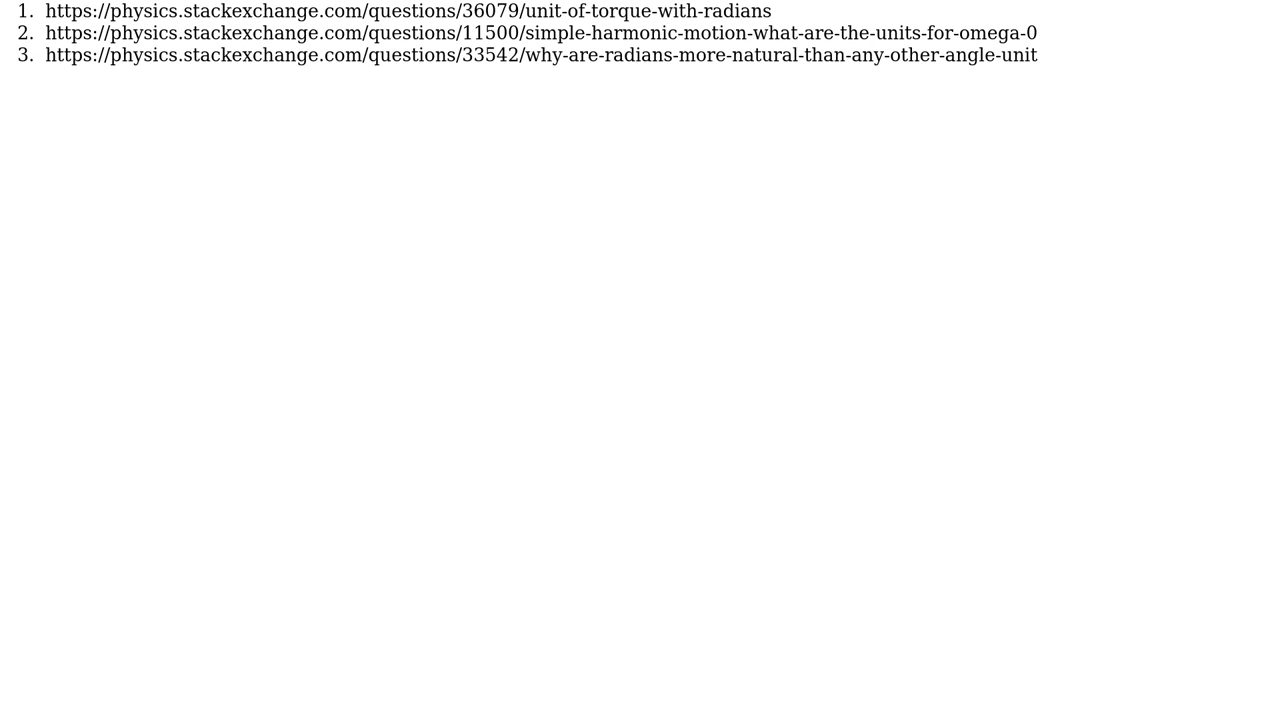 1. https://physics.stackexchange.com/questions/36079/unit-of-torque-with-radians
2. https://physics.stackexchange.com/questions/11500/simple-harmonic-motion-what-are-the-units-for-omega-0
3. https://physics.stackexchange.com/questions/33542/why-are-radians-more-natural-than-any-other-angle-unit